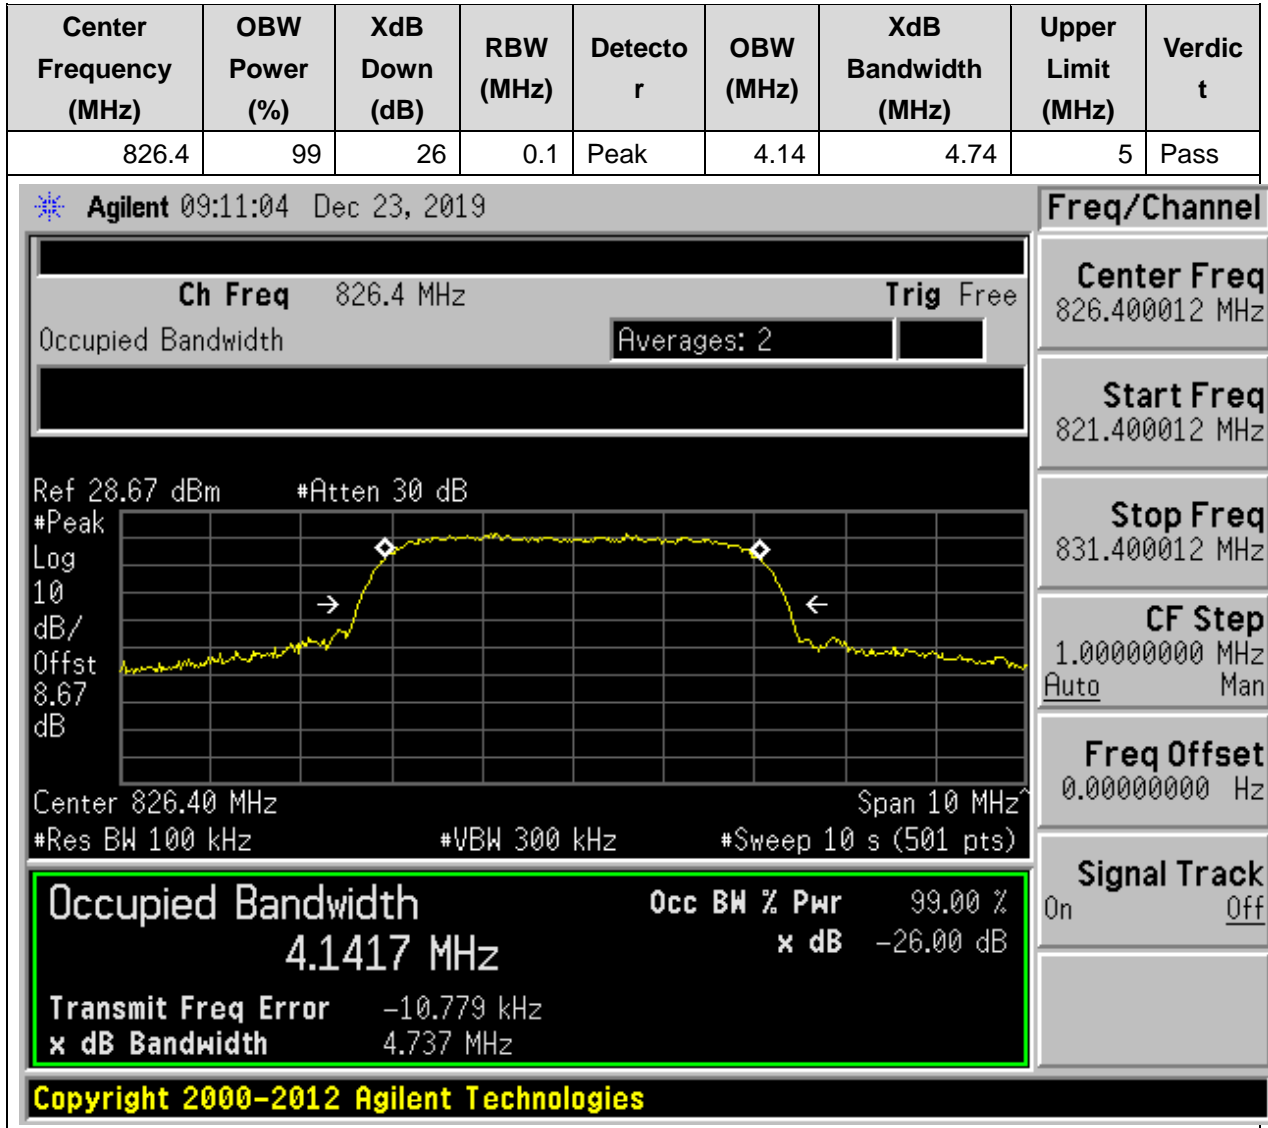 Center Frequency (MHz) | OBW Power (%) | XdB Down (dB) | RBW (MHz) | Detector | OBW (MHz) | XdB Bandwidth (MHz) | Upper Limit (MHz) | Verdict
826.4 | 99 | 26 | 0.1 | Peak | 4.14 | 4.74 | 5 | Pass
Agilent 09:11:04 Dec 23, 2019
Ch Freq 826.4 MHz Trig Free
Occupied Bandwidth Averages: 2
Ref 28.67 dBm #Atten 30 dB
#Peak
Log
10
dB/
Offst
8.67
dB
Center 826.40 MHz Span 10 MHz^
#Res BW 100 kHz #VBW 300 kHz #Sweep 10 s (501 pts)
Occupied Bandwidth Occ BW % Pwr 99.00 %
4.1417 MHz x dB -26.00 dB
Transmit Freq Error -10.779 kHz
x dB Bandwidth 4.737 MHz
Copyright 2000-2012 Agilent Technologies
Freq/Channel
Center Freq
826.400012 MHz
Start Freq
821.400012 MHz
Stop Freq
831.400012 MHz
CF Step
1.00000000 MHz
Auto Man
Freq Offset
0.00000000 Hz
Signal Track
On Off